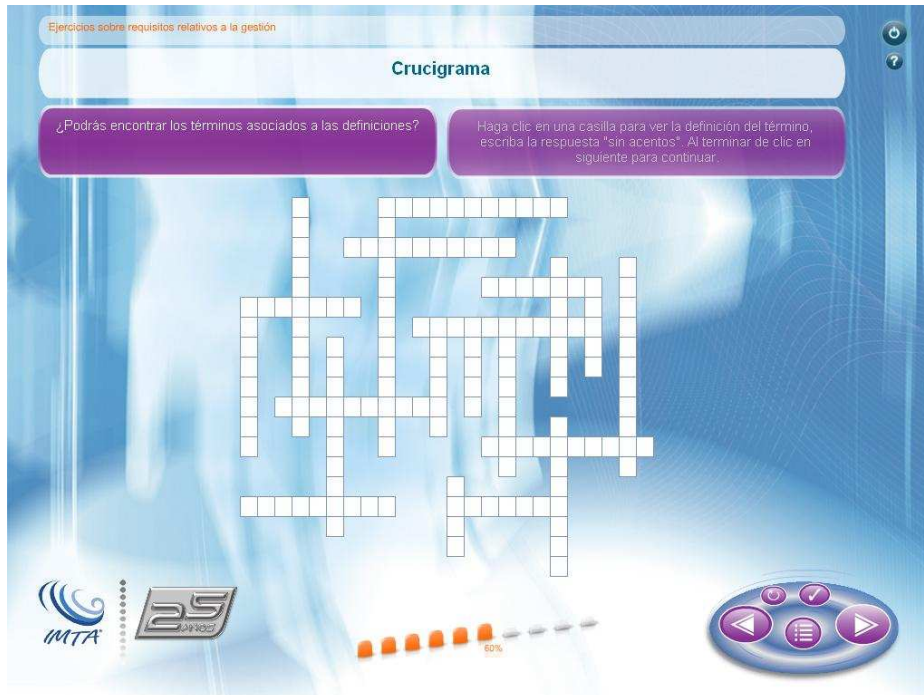 Ejercicios sobre requisitos relativos a la gestión
Crucigrama
¿Podrás encontrar los términos asociados a las definiciones?
Haga clic en una casilla para ver la definición del término,
escriba la respuesta "sin acentos". Al terminar de clic en
siguiente para continuar.
?
IMTA
25
AÑOS
60%